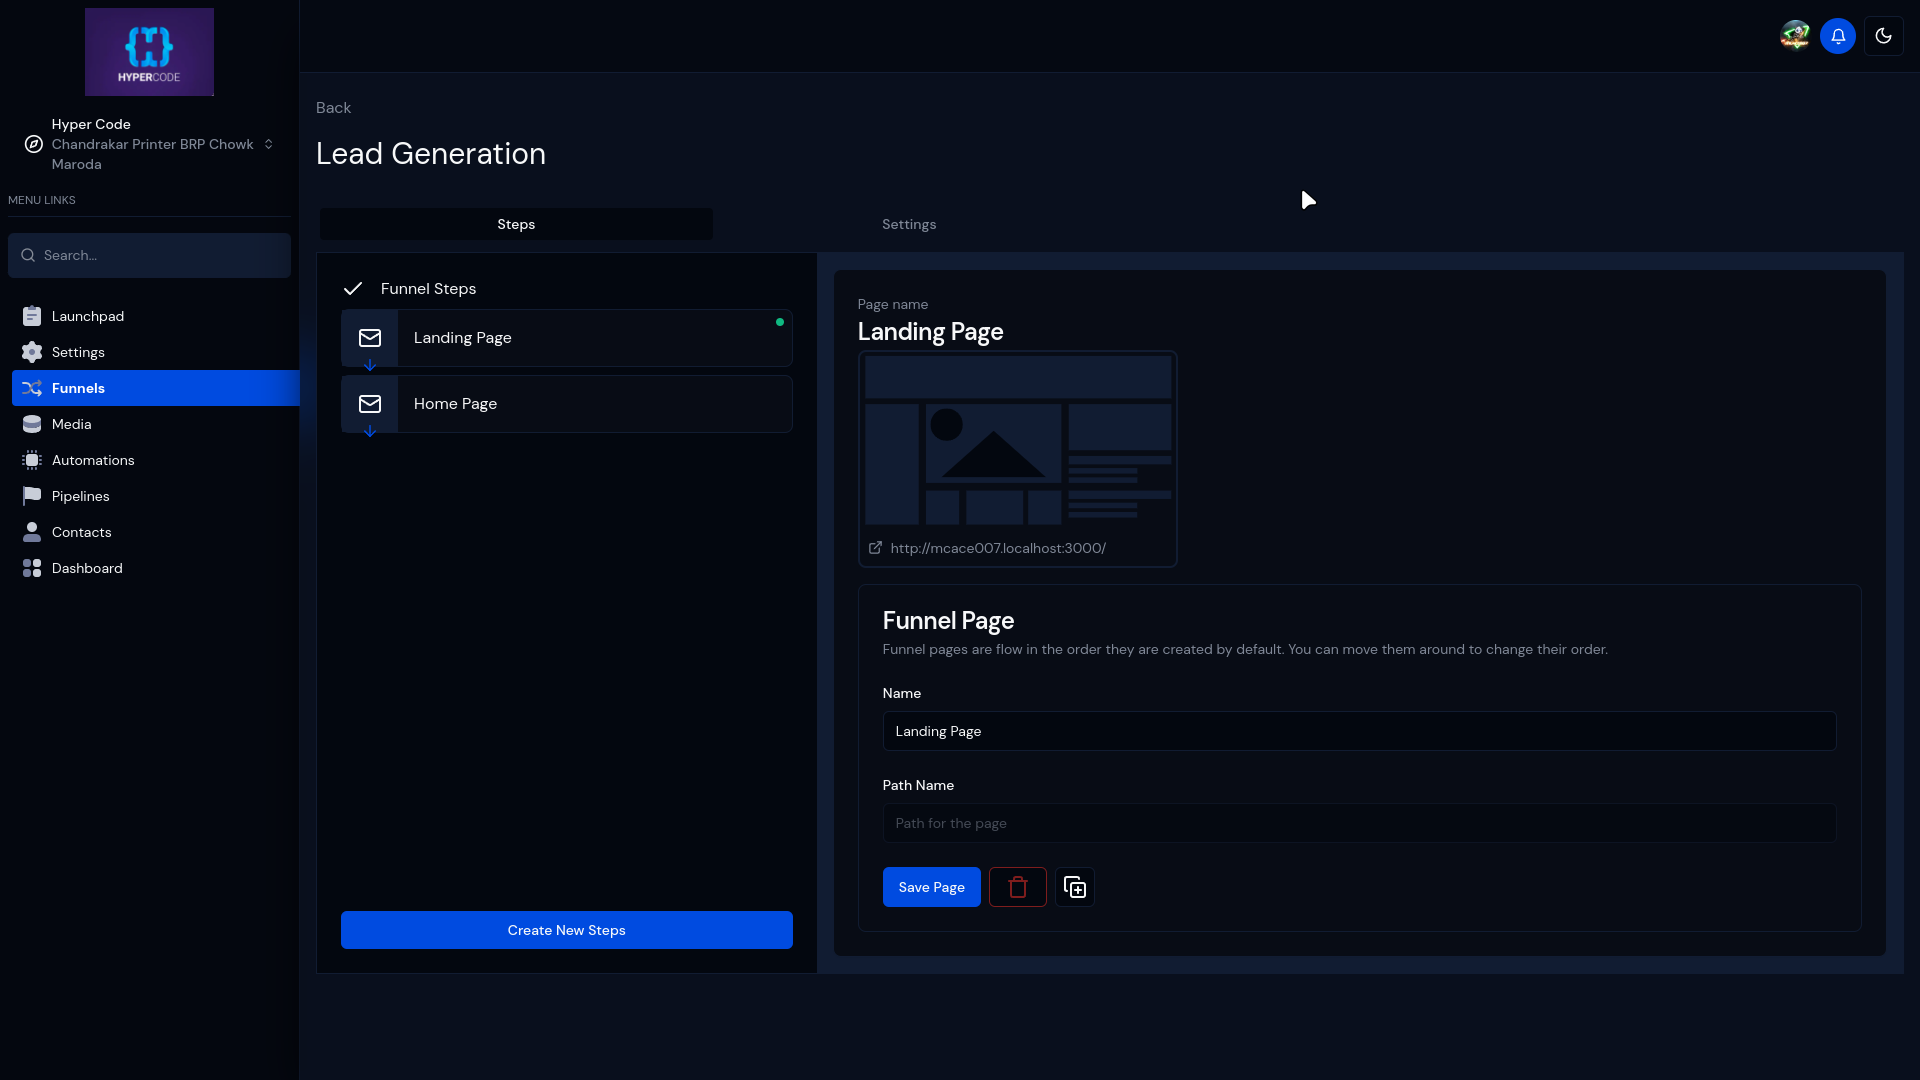 HYPERCODE
Hyper Code
Chandrakar Printer BRP Chowk
Maroda
MENU LINKS
Search...
Launchpad
Settings
Funnels
Media
Automations
Pipelines
Contacts
Dashboard
Back
Lead Generation
Steps
Settings
Funnel Steps
Landing Page
Home Page
Create New Steps
Page name
Landing Page
http://mcace007.localhost:3000/
Funnel Page
Funnel pages are flow in the order they are created by default. You can move them around to change their order.
Name
Landing Page
Path Name
Path for the page
Save Page